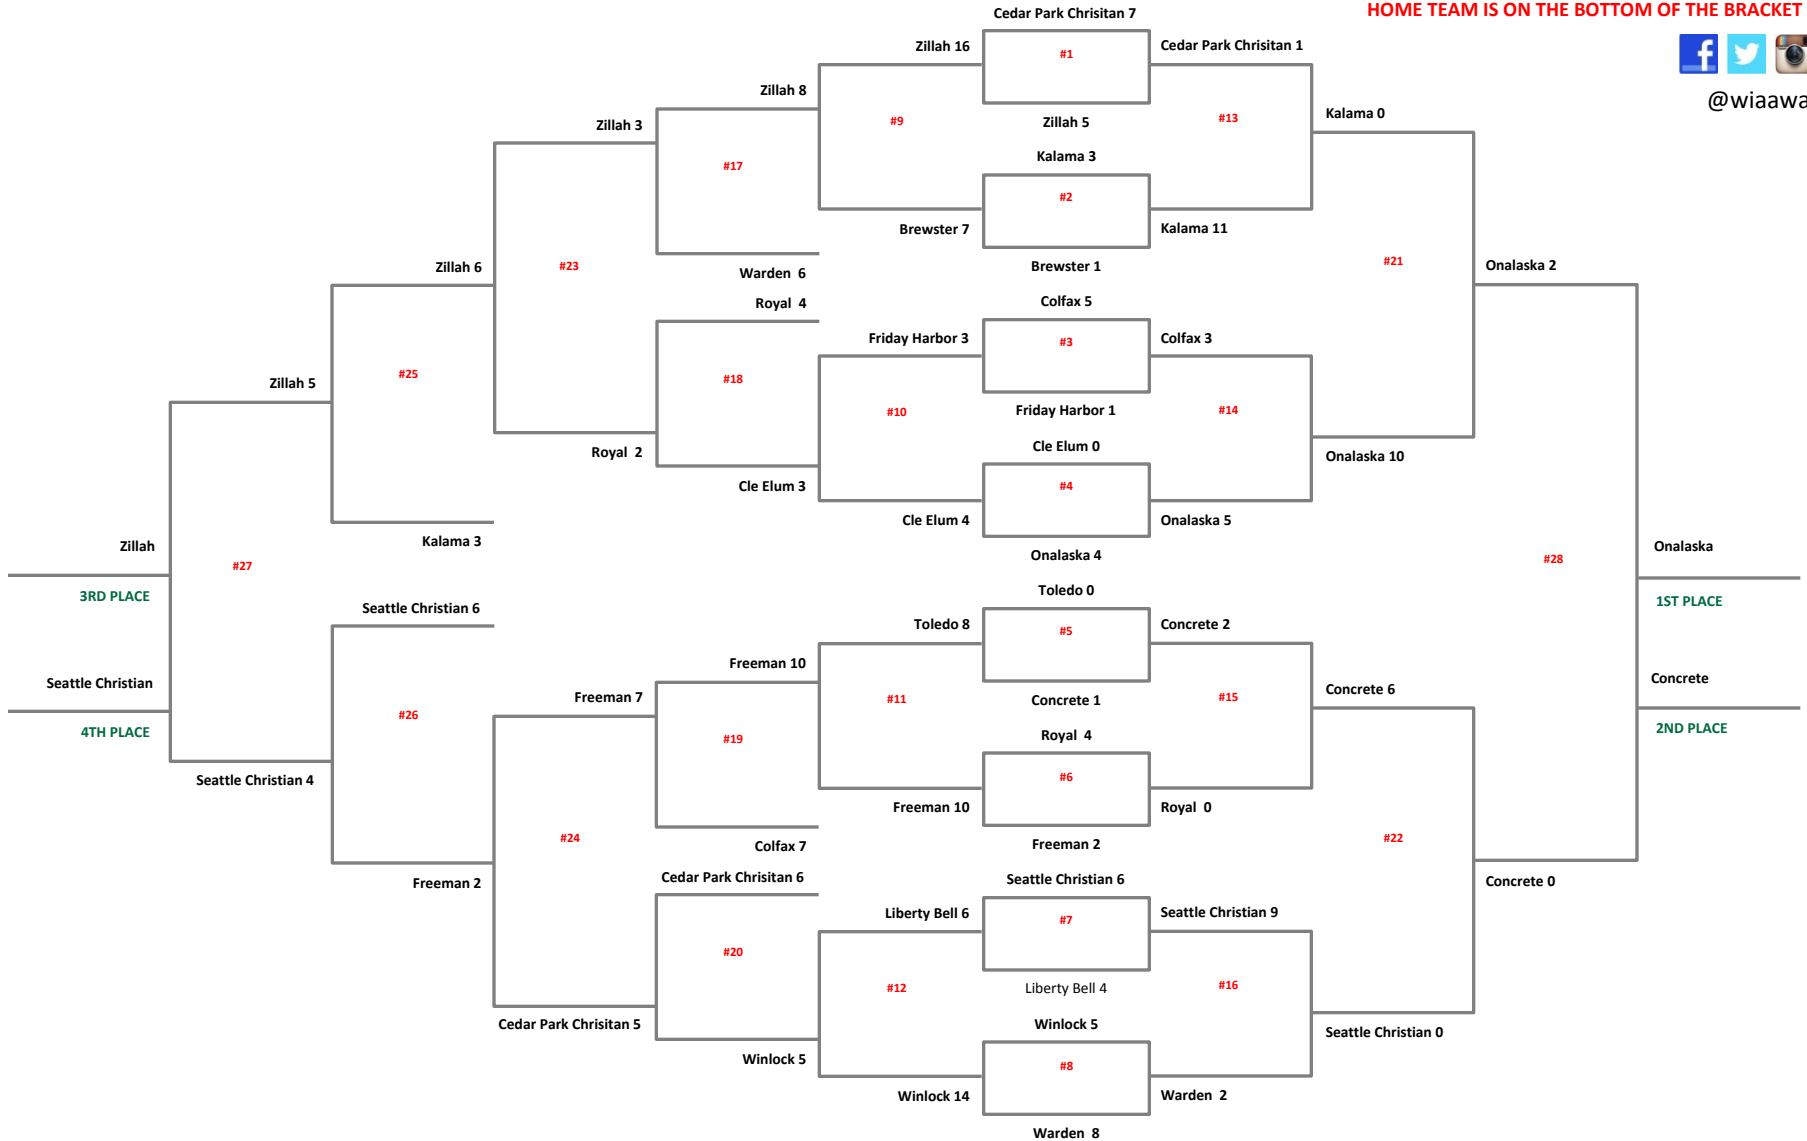 HOME TEAM IS ON THE BOTTOM OF THE BRACKET
Cedar Park Chrisitan 7
Zillah 16
#1
Cedar Park Chrisitan 1
@wiaawa
Zillah 8
Kalama 0
Zillah 3
#9
Zillah 5
#13
Kalama 3
#17
#2
Brewster 7
Kalama 11
Zillah 6
#23
Warden 6
Brewster 1
#21
Onalaska 2
Royal 4
Colfax 5
Friday Harbor 3
#3
Colfax 3
Zillah 5
#25
#18
#10
Friday Harbor 1
#14
Royal 2
Cle Elum 0
Onalaska 10
Cle Elum 3
#4
Cle Elum 4
Onalaska 5
Zillah
Kalama 3
Onalaska 4
Onalaska
#27
#28
3RD PLACE
Toledo 0
1ST PLACE
Seattle Christian 6
Toledo 8
#5
Concrete 2
Seattle Christian
Freeman 10
Concrete
Freeman 7
#11
Concrete 1
#15
Concrete 6
4TH PLACE
#26
#19
Royal 4
2ND PLACE
Seattle Christian 4
#6
Freeman 10
Royal 0
#24
Colfax 7
Freeman 2
#22
Freeman 2
Cedar Park Chrisitan 6
Seattle Christian 6
Concrete 0
Liberty Bell 6
#7
Seattle Christian 9
#20
#12
Liberty Bell 4
#16
Cedar Park Chrisitan 5
Winlock 5
Seattle Christian 0
Winlock 5
#8
Winlock 14
Warden 2
Warden 8